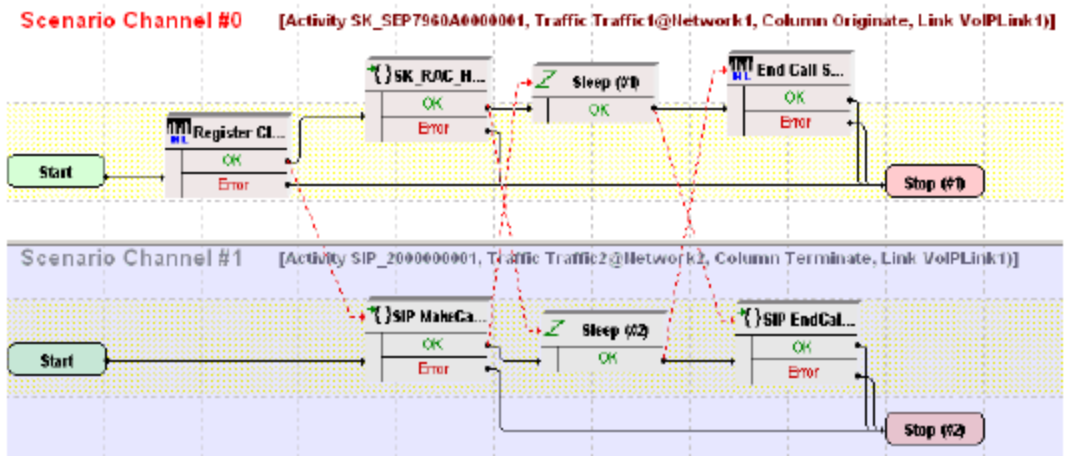 Scenario Channel #0 [Activity SK_SEP7960A0000001, Traffic Traffic1@Network1, Column Originate, Link VoIPLink1)]
{}SK_RAC_H... Sleep (#1) End Call S...
OK OK OK
Error Error
Register Cl...
OK
Error
Start
Stop (#1)
Scenario Channel #1 [Activity SIP_2000000001, Traffic Traffic2@Network2, Column Terminate, Link VoIPLink1)]
{}SIP MakeCa... Sleep (#2) {}SIP EndCal...
OK OK OK
Error Error
Start
Stop (#2)